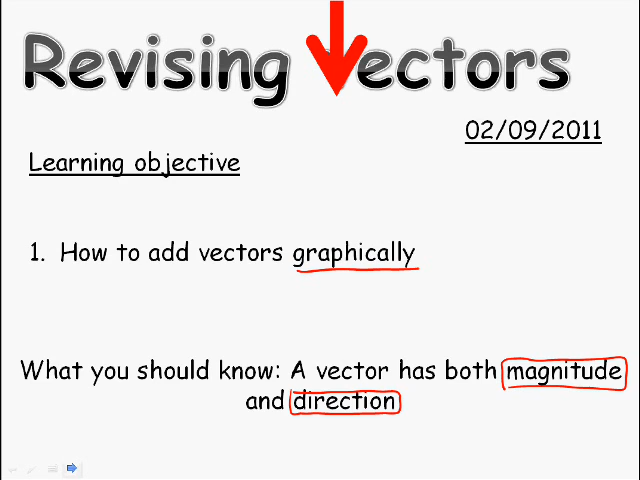 Revising Vectors
02/09/2011
Learning objective
1. How to add vectors graphically
What you should know: A vector has both magnitude
and direction